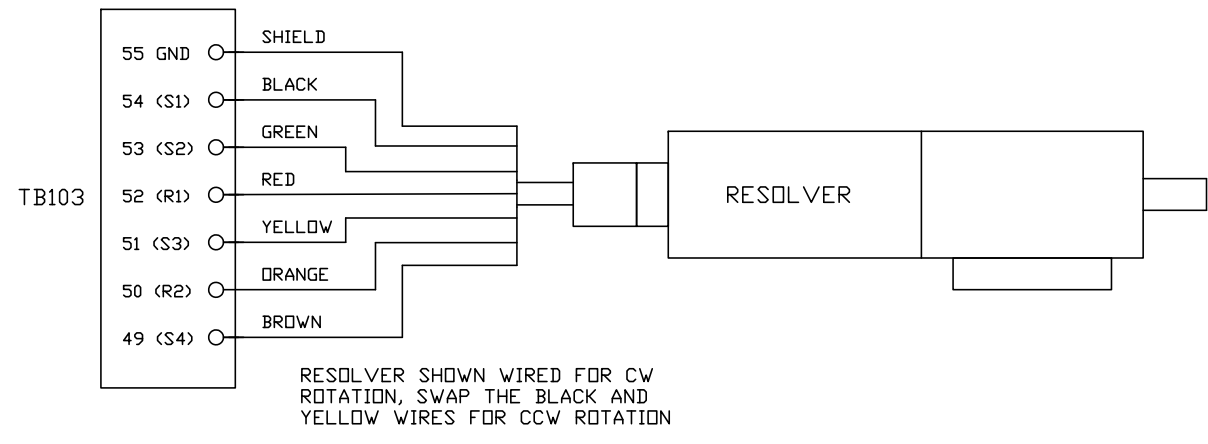 SHIELD
55 GND
BLACK
54 (S1)
GREEN
53 (S2)
RED
TB103
52 (R1)
RESOLVER
YELLOW
51 (S3)
ORANGE
50 (R2)
BROWN
49 (S4)
RESOLVER SHOWN WIRED FOR CW
ROTATION, SWAP THE BLACK AND
YELLOW WIRES FOR CCW ROTATION